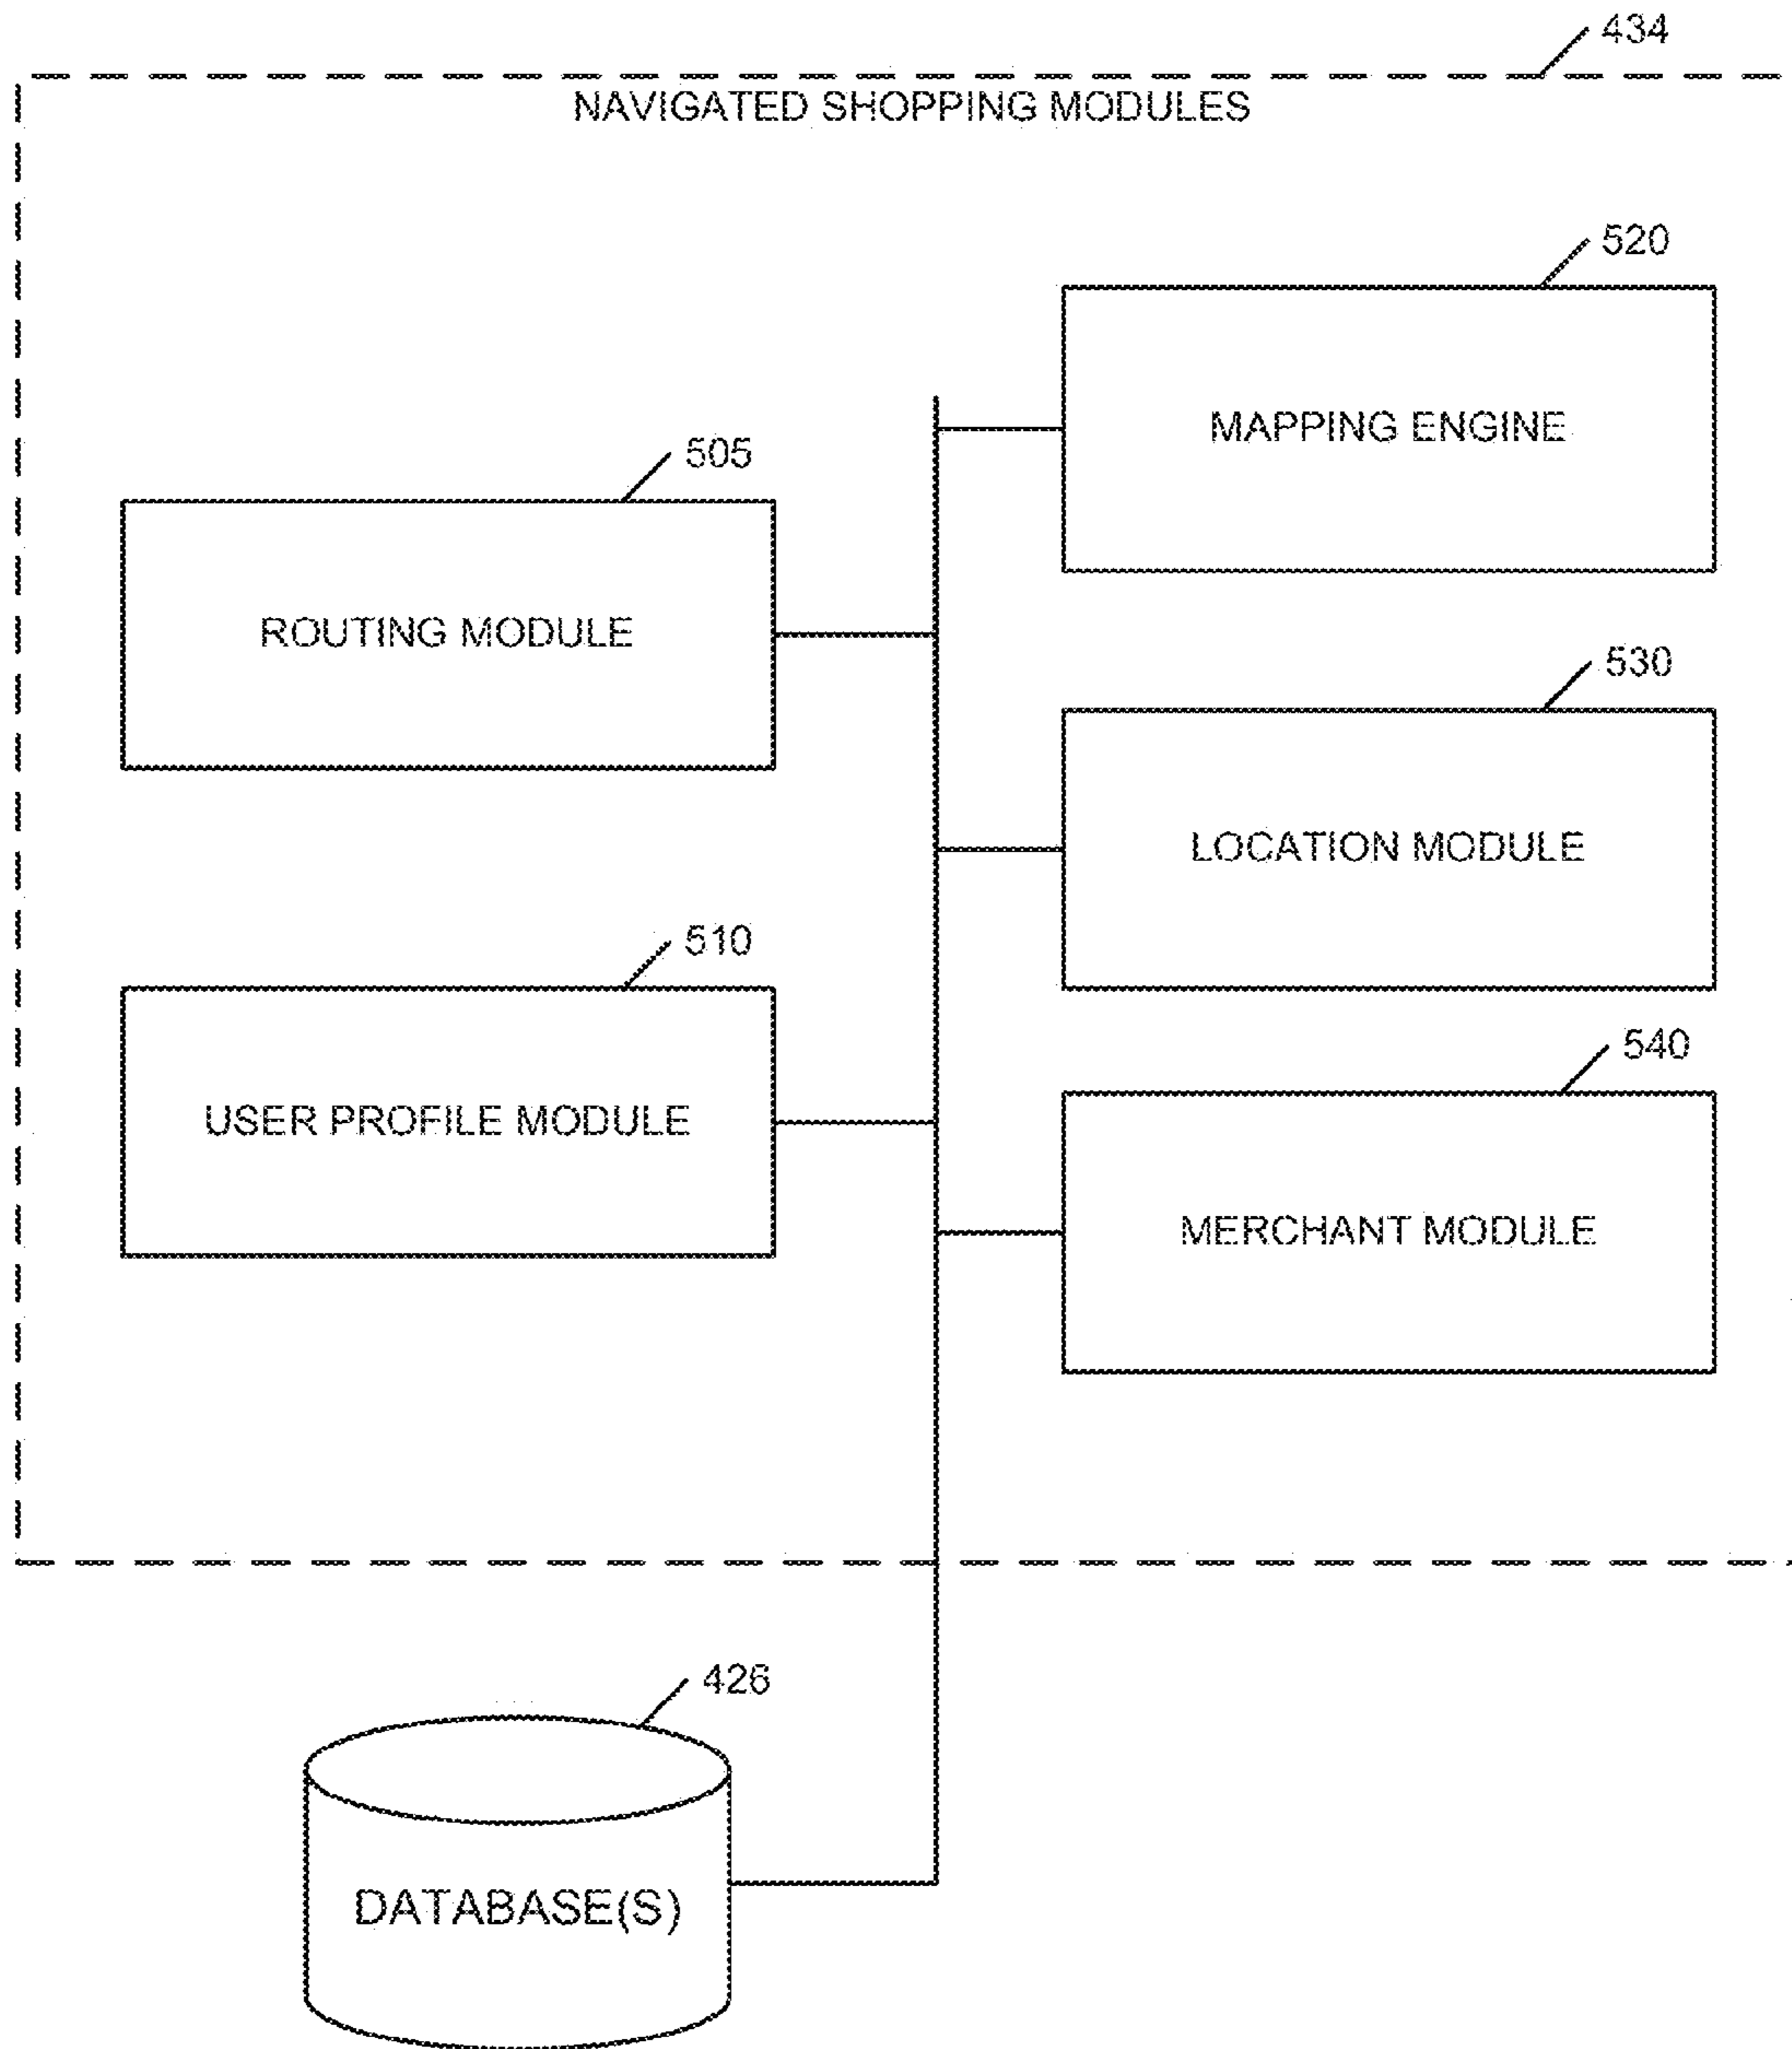 434
NAVIGATED SHOPPING MODULES
520
MAPPING ENGINE
505
ROUTING MODULE
530
LOCATION MODULE
510
USER PROFILE MODULE
540
MERCHANT MODULE
426
DATABASE(S)